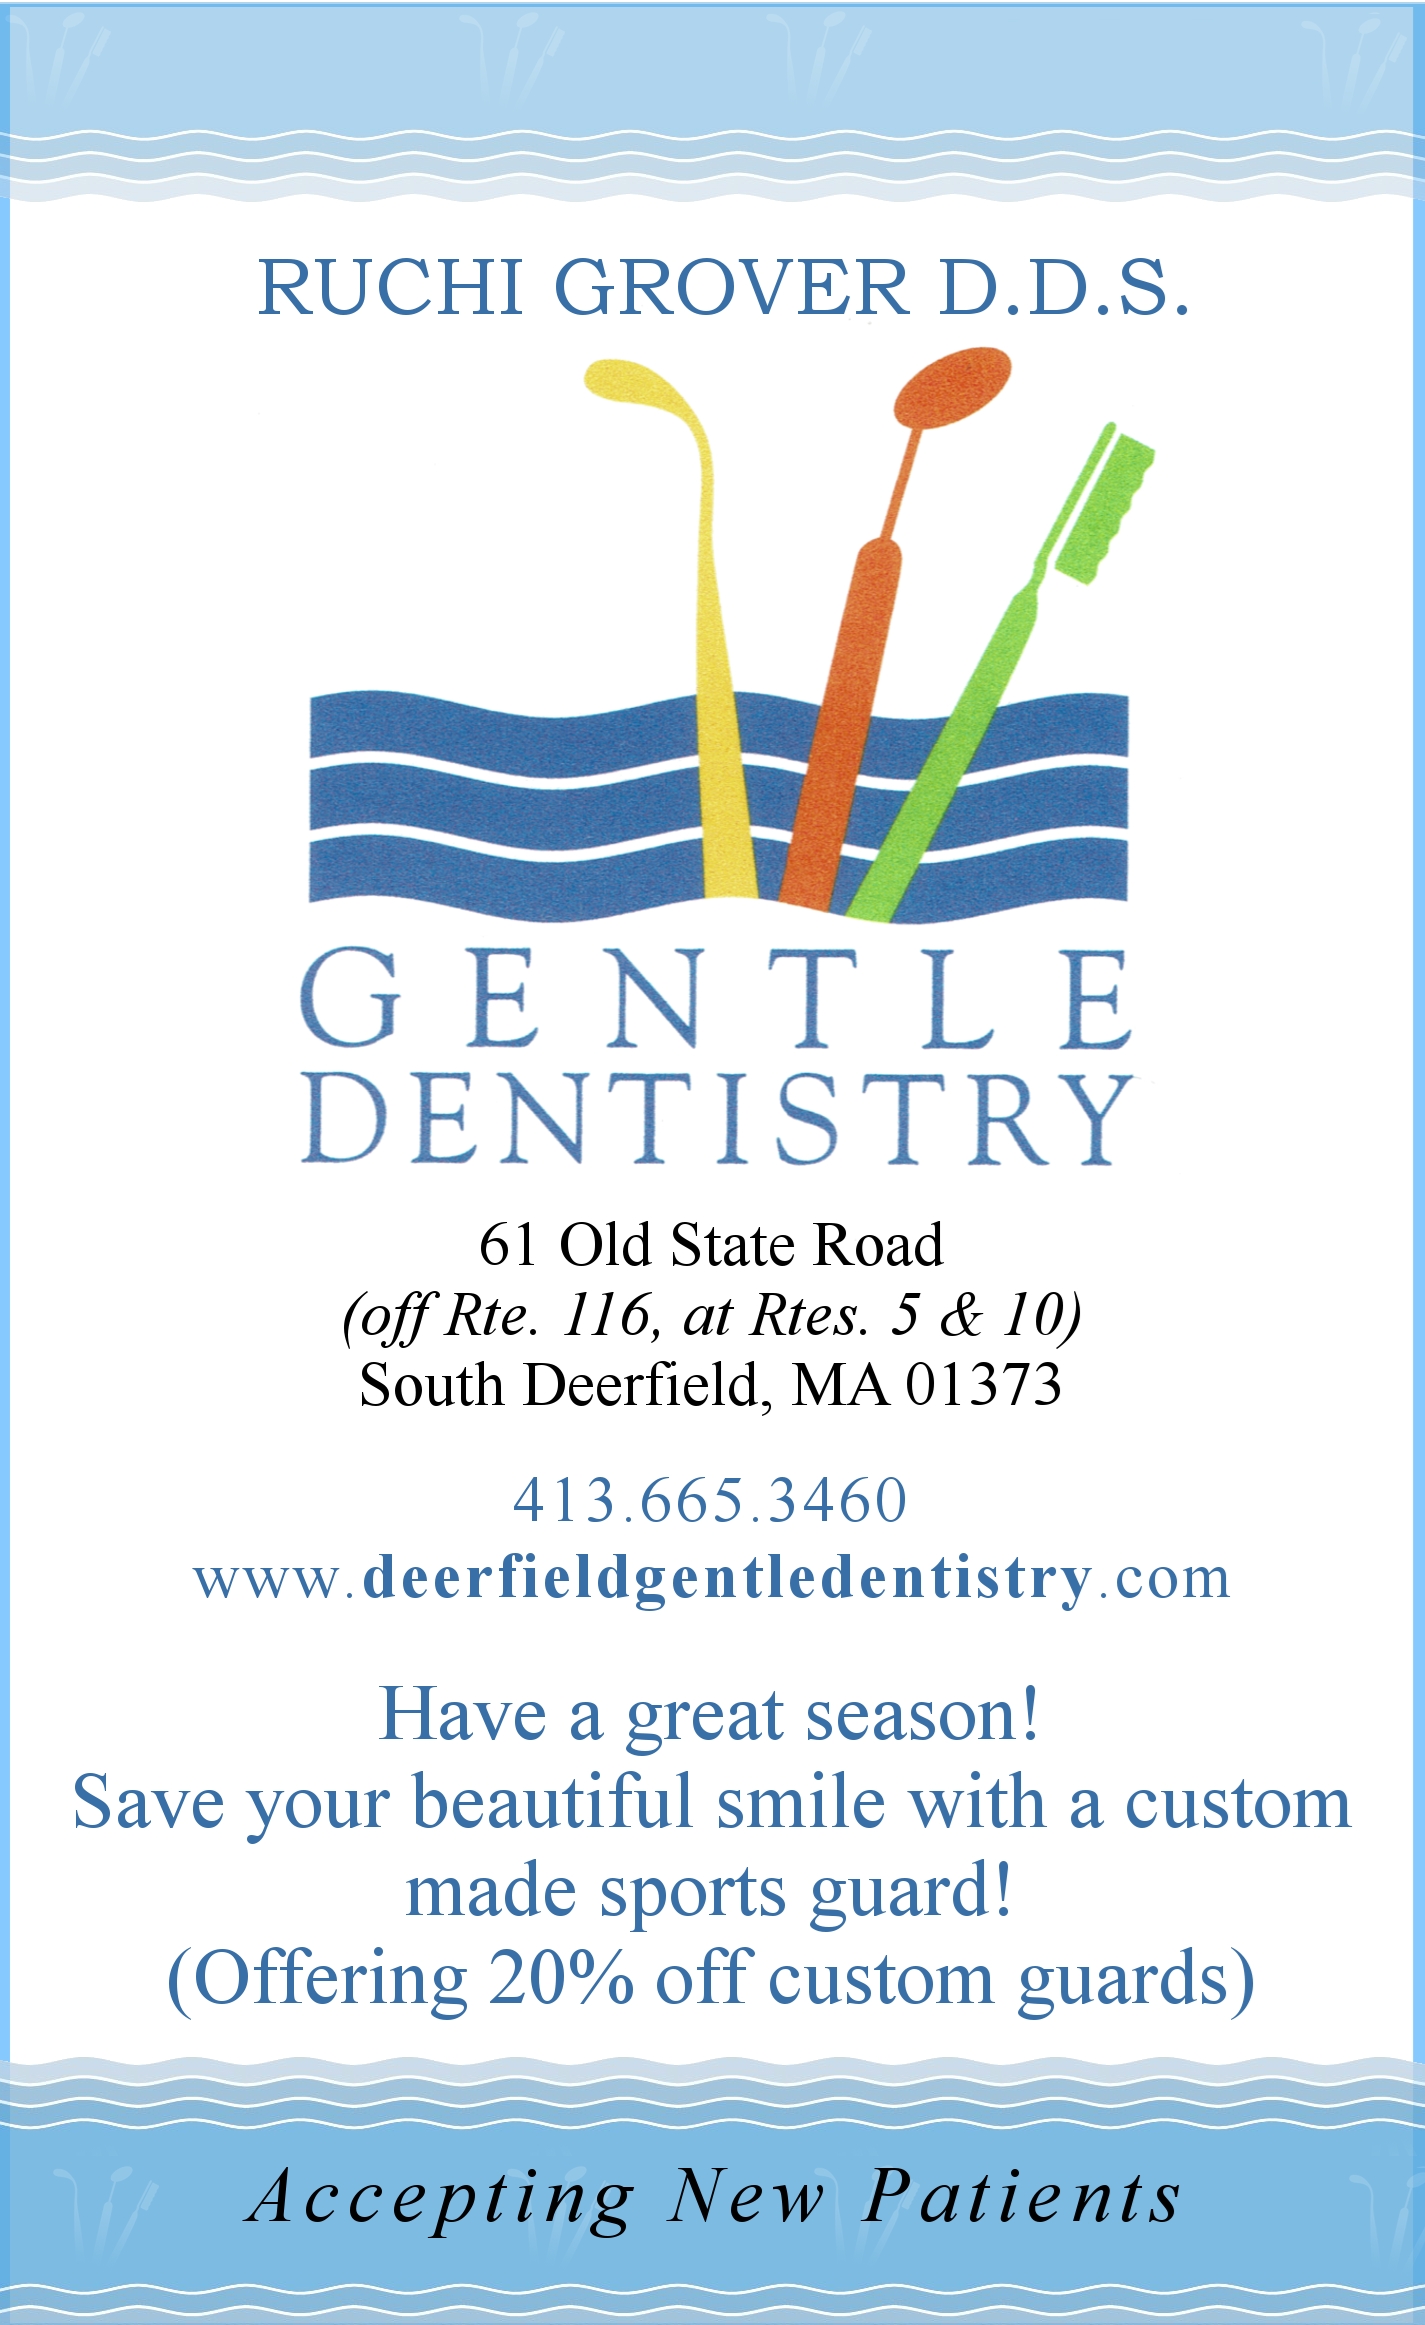 RUCHI GROVER D.D.S.
GENTLE
DENTISTRY
61 Old State Road
(off Rte. 116, at Rtes. 5 & 10)
South Deerfield, MA 01373
413.665.3460
www.deerfieldgentledentistry.com
Have a great season!
Save your beautiful smile with a custom
made sports guard!
(Offering 20% off custom guards)
Accepting New Patients